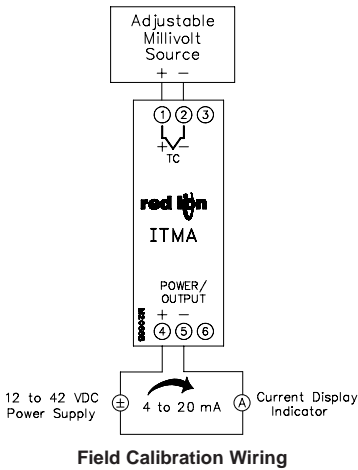 Adjustable
Millivolt
Source
+ −
1 2 3
+ −
TC
red lion
ITMA
POWER/
OUTPUT
+ −
4 5 6
12 to 42 VDC
Power Supply
±
4 to 20 mA
A
Current Display
Indicator
Field Calibration Wiring